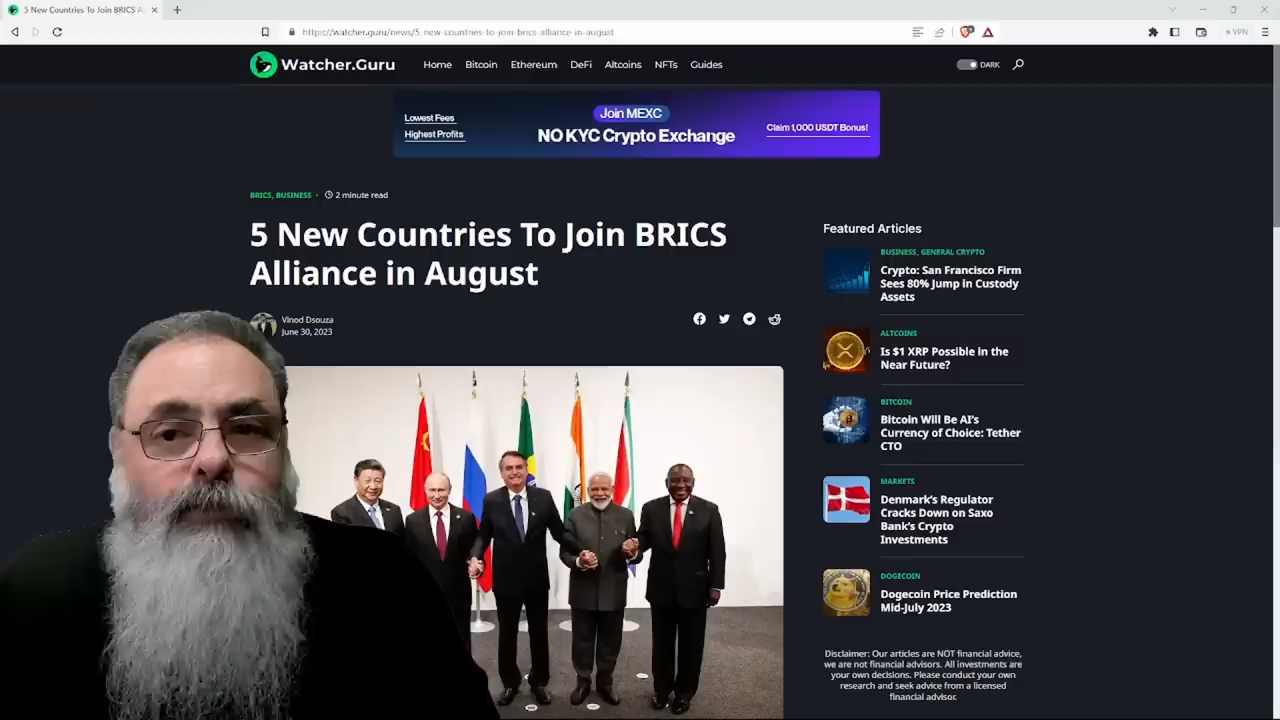 5 New Countries To Join BRICS A
https://watcher.guru/news/5-new-countries-to-join-brics-alliance-in-august
VPN
Watcher.Guru
Home Bitcoin Ethereum DeFi Altcoins NFTs Guides
DARK
Lowest Fees
Highest Profits
Join MEXC
NO KYC Crypto Exchange
Claim 1,000 USDT Bonus!
BRICS, BUSINESS • 2 minute read
5 New Countries To Join BRICS
Alliance in August
Vinod Dsouza
June 30, 2023
Featured Articles
BUSINESS, GENERAL CRYPTO
Crypto: San Francisco Firm
Sees 80% Jump in Custody
Assets
ALTCOINS
Is $1 XRP Possible in the
Near Future?
BITCOIN
Bitcoin Will Be AI's
Currency of Choice: Tether
CTO
MARKETS
Denmark's Regulator
Cracks Down on Saxo
Bank's Crypto
Investments
DOGECOIN
Dogecoin Price Prediction
Mid-July 2023
Disclaimer: Our articles are NOT financial advice,
we are not financial advisors. All investments are
your own decisions. Please conduct your own
research and seek advice from a licensed
financial advisor.